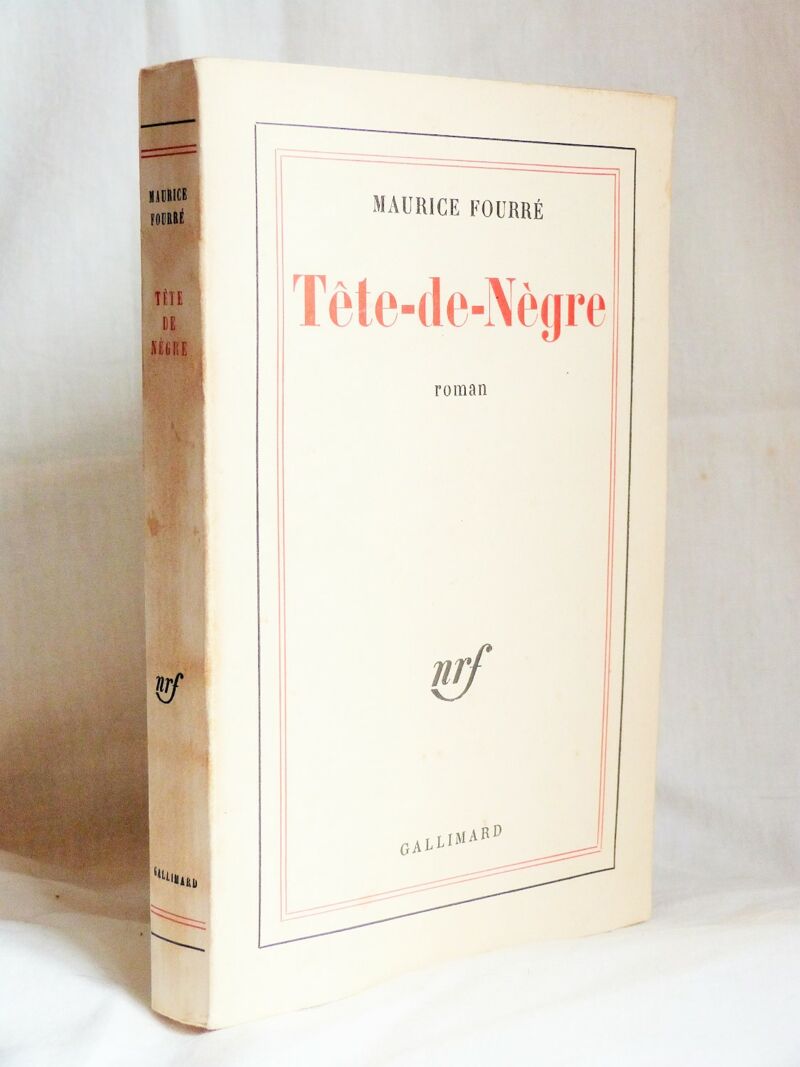 MAURICE
FOURRÉ
TÊTE
DE
NÈGRE
nrf
GALLIMARD
MAURICE FOURRÉ
Tête-de-Nègre
roman
nrf
GALLIMARD